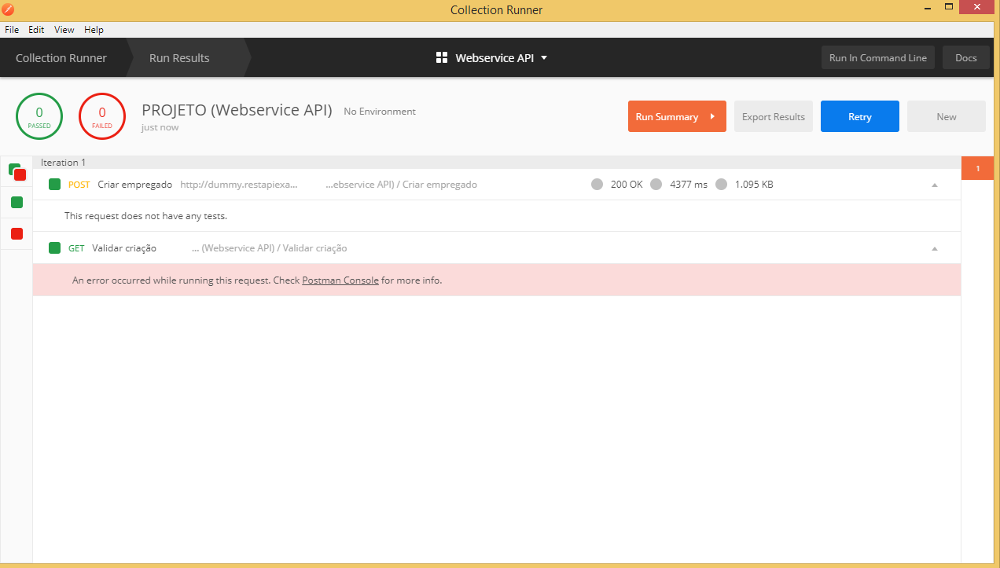 Collection Runner
File Edit View Help
Collection Runner Run Results Webservice API Run In Command Line Docs
0 PASSED
0 FAILED
PROJETO (Webservice API) No Environment
just now
Run Summary Export Results Retry New
Iteration 1
1
POST Criar empregado http://dummy.restapiexa... ...ebservice API) / Criar empregado 200 OK 4377 ms 1.095 KB
This request does not have any tests.
GET Validar criação ... (Webservice API) / Validar criação
An error occurred while running this request. Check Postman Console for more info.